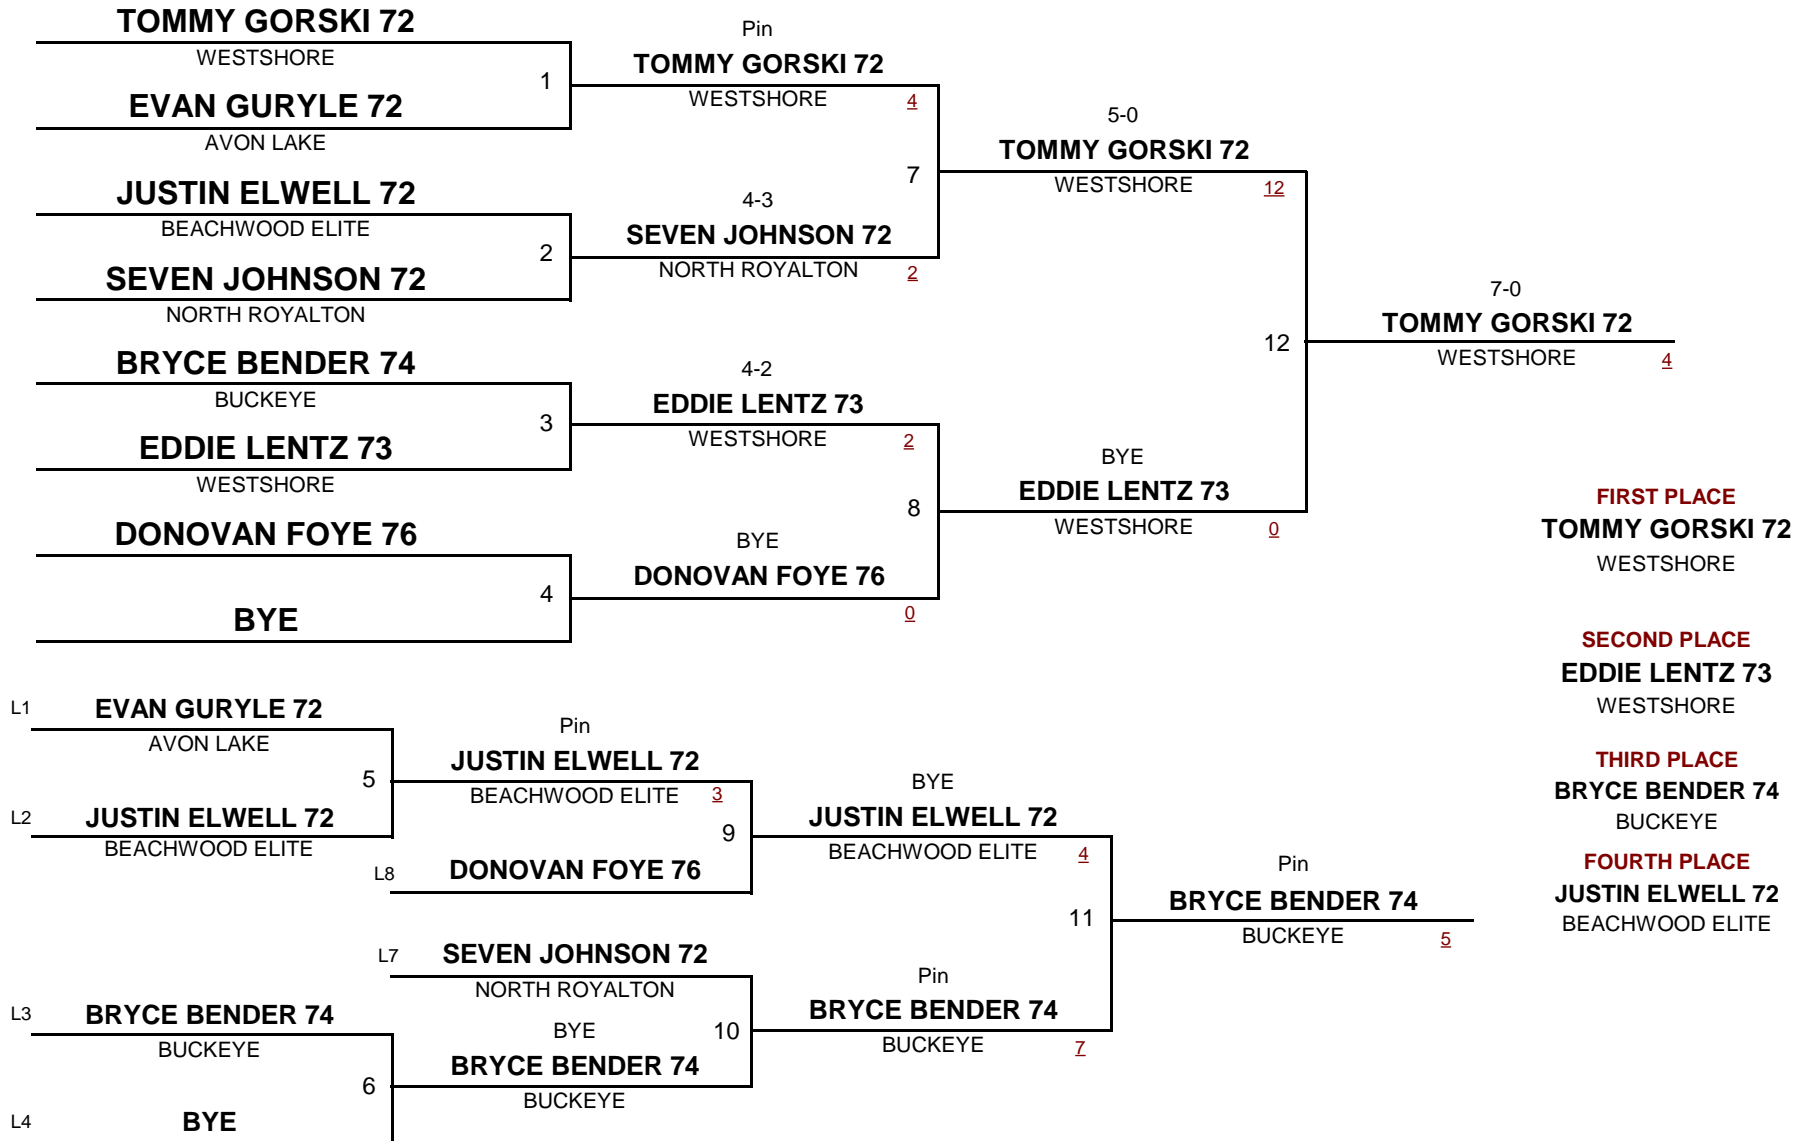 TOMMY GORSKI 72
WESTSHORE
1
EVAN GURYLE 72
AVON LAKE
JUSTIN ELWELL 72
BEACHWOOD ELITE
2
SEVEN JOHNSON 72
NORTH ROYALTON
BRYCE BENDER 74
BUCKEYE
3
EDDIE LENTZ 73
WESTSHORE
DONOVAN FOYE 76
4
BYE
Pin
TOMMY GORSKI 72
WESTSHORE 4
7
4-3
SEVEN JOHNSON 72
NORTH ROYALTON 2
4-2
EDDIE LENTZ 73
WESTSHORE 2
8
BYE
DONOVAN FOYE 76
0
5-0
TOMMY GORSKI 72
WESTSHORE 12
12
BYE
EDDIE LENTZ 73
WESTSHORE 0
7-0
TOMMY GORSKI 72
WESTSHORE 4
L1 EVAN GURYLE 72
AVON LAKE
5
L2 JUSTIN ELWELL 72
BEACHWOOD ELITE
L3 BRYCE BENDER 74
BUCKEYE
6
L4 BYE
Pin
JUSTIN ELWELL 72
BEACHWOOD ELITE 3
9
L8 DONOVAN FOYE 76
L7 SEVEN JOHNSON 72
NORTH ROYALTON
10
BYE
BRYCE BENDER 74
BUCKEYE
BYE
JUSTIN ELWELL 72
BEACHWOOD ELITE 4
11
Pin
BRYCE BENDER 74
BUCKEYE 7
Pin
BRYCE BENDER 74
BUCKEYE 5
FIRST PLACE
TOMMY GORSKI 72
WESTSHORE
SECOND PLACE
EDDIE LENTZ 73
WESTSHORE
THIRD PLACE
BRYCE BENDER 74
BUCKEYE
FOURTH PLACE
JUSTIN ELWELL 72
BEACHWOOD ELITE